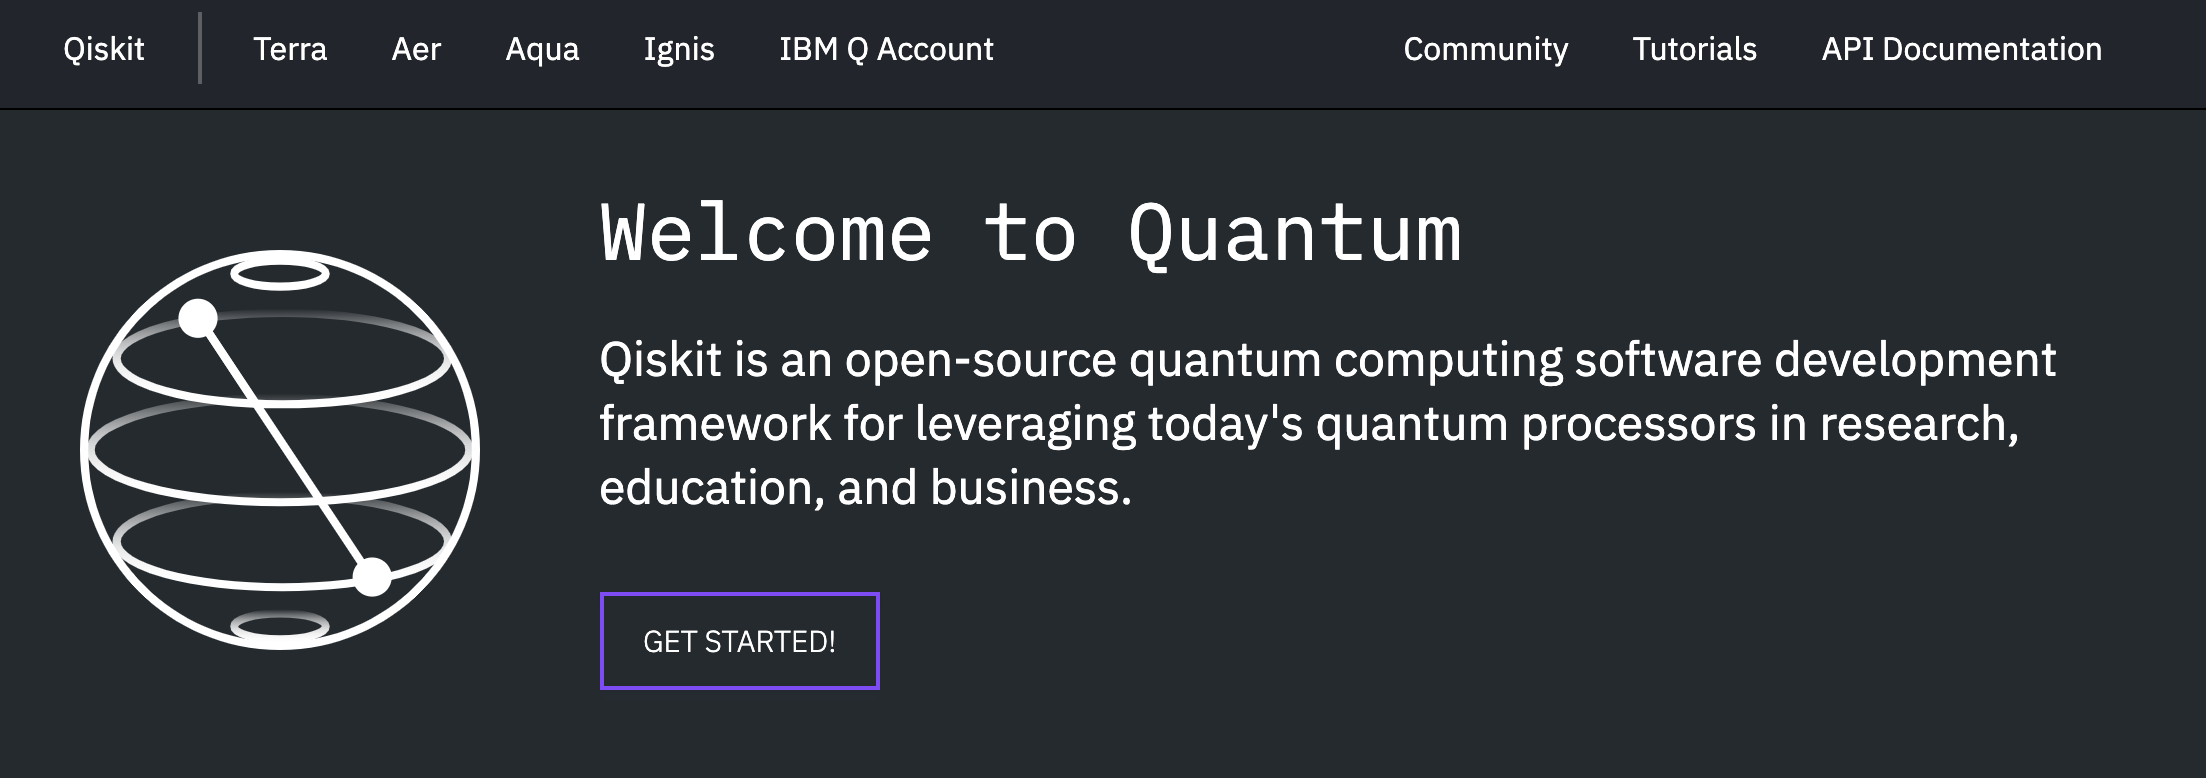 Qiskit Terra Aer Aqua Ignis IBM Q Account Community Tutorials API Documentation
Welcome to Quantum
Qiskit is an open-source quantum computing software development
framework for leveraging today's quantum processors in research,
education, and business.
GET STARTED!